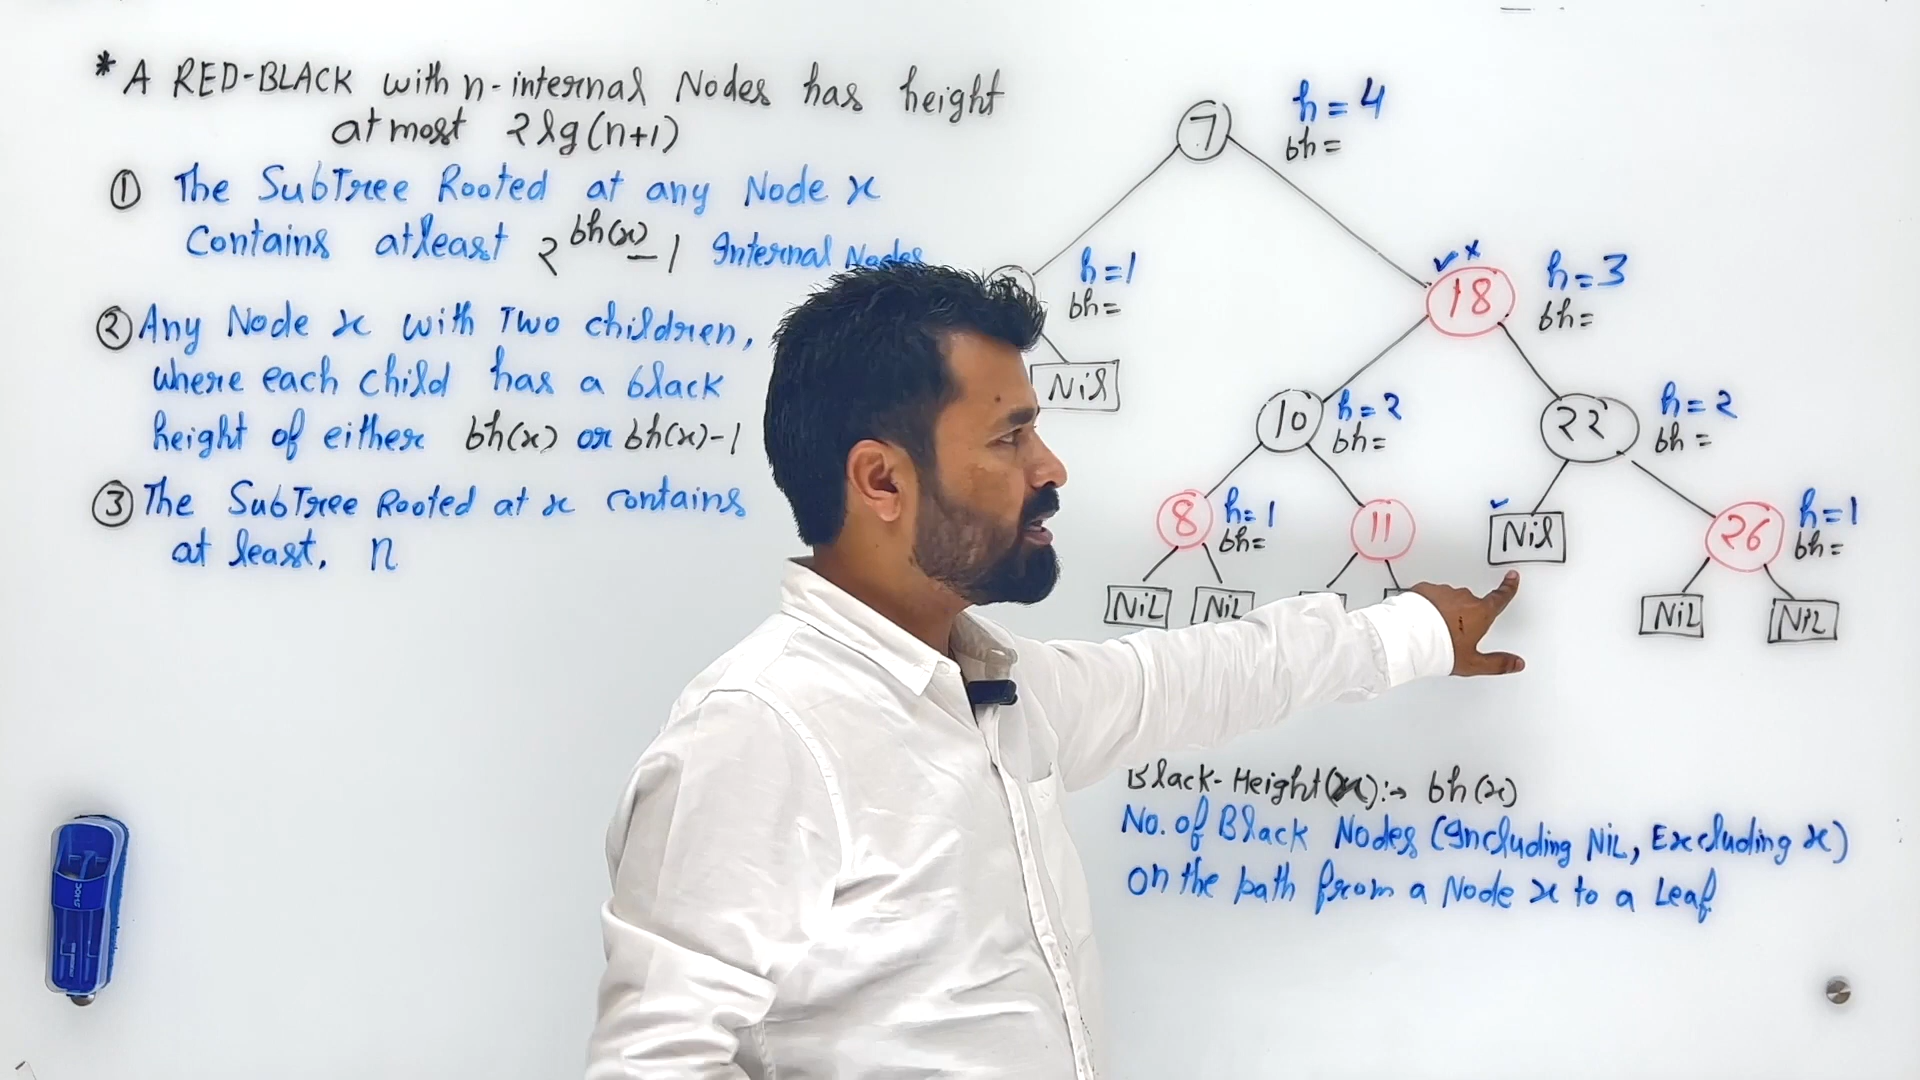 * A RED-BLACK with n-internal Nodes has height
at most 2lg(n+1)
① The SubTree Rooted at any Node x
Contains atleast 2^bh(x) - 1 Internal Nodes
② Any Node x with Two children,
where each child has a black
height of either bh(x) or bh(x)-1
③ The SubTree Rooted at x contains
at least, n
7
h = 4
bh =
h = 1
bh =
Nil
✓ x
18
h = 3
bh =
10
h = 2
bh =
22
h = 2
bh =
8
h = 1
bh =
11
✓
Nil
26
h = 1
bh =
NiL NiL
NiL NiL
Black-Height(x):→ bh(x)
No. of Black Nodes (Including NiL, Excluding x)
on the path from a Node x to a Leaf